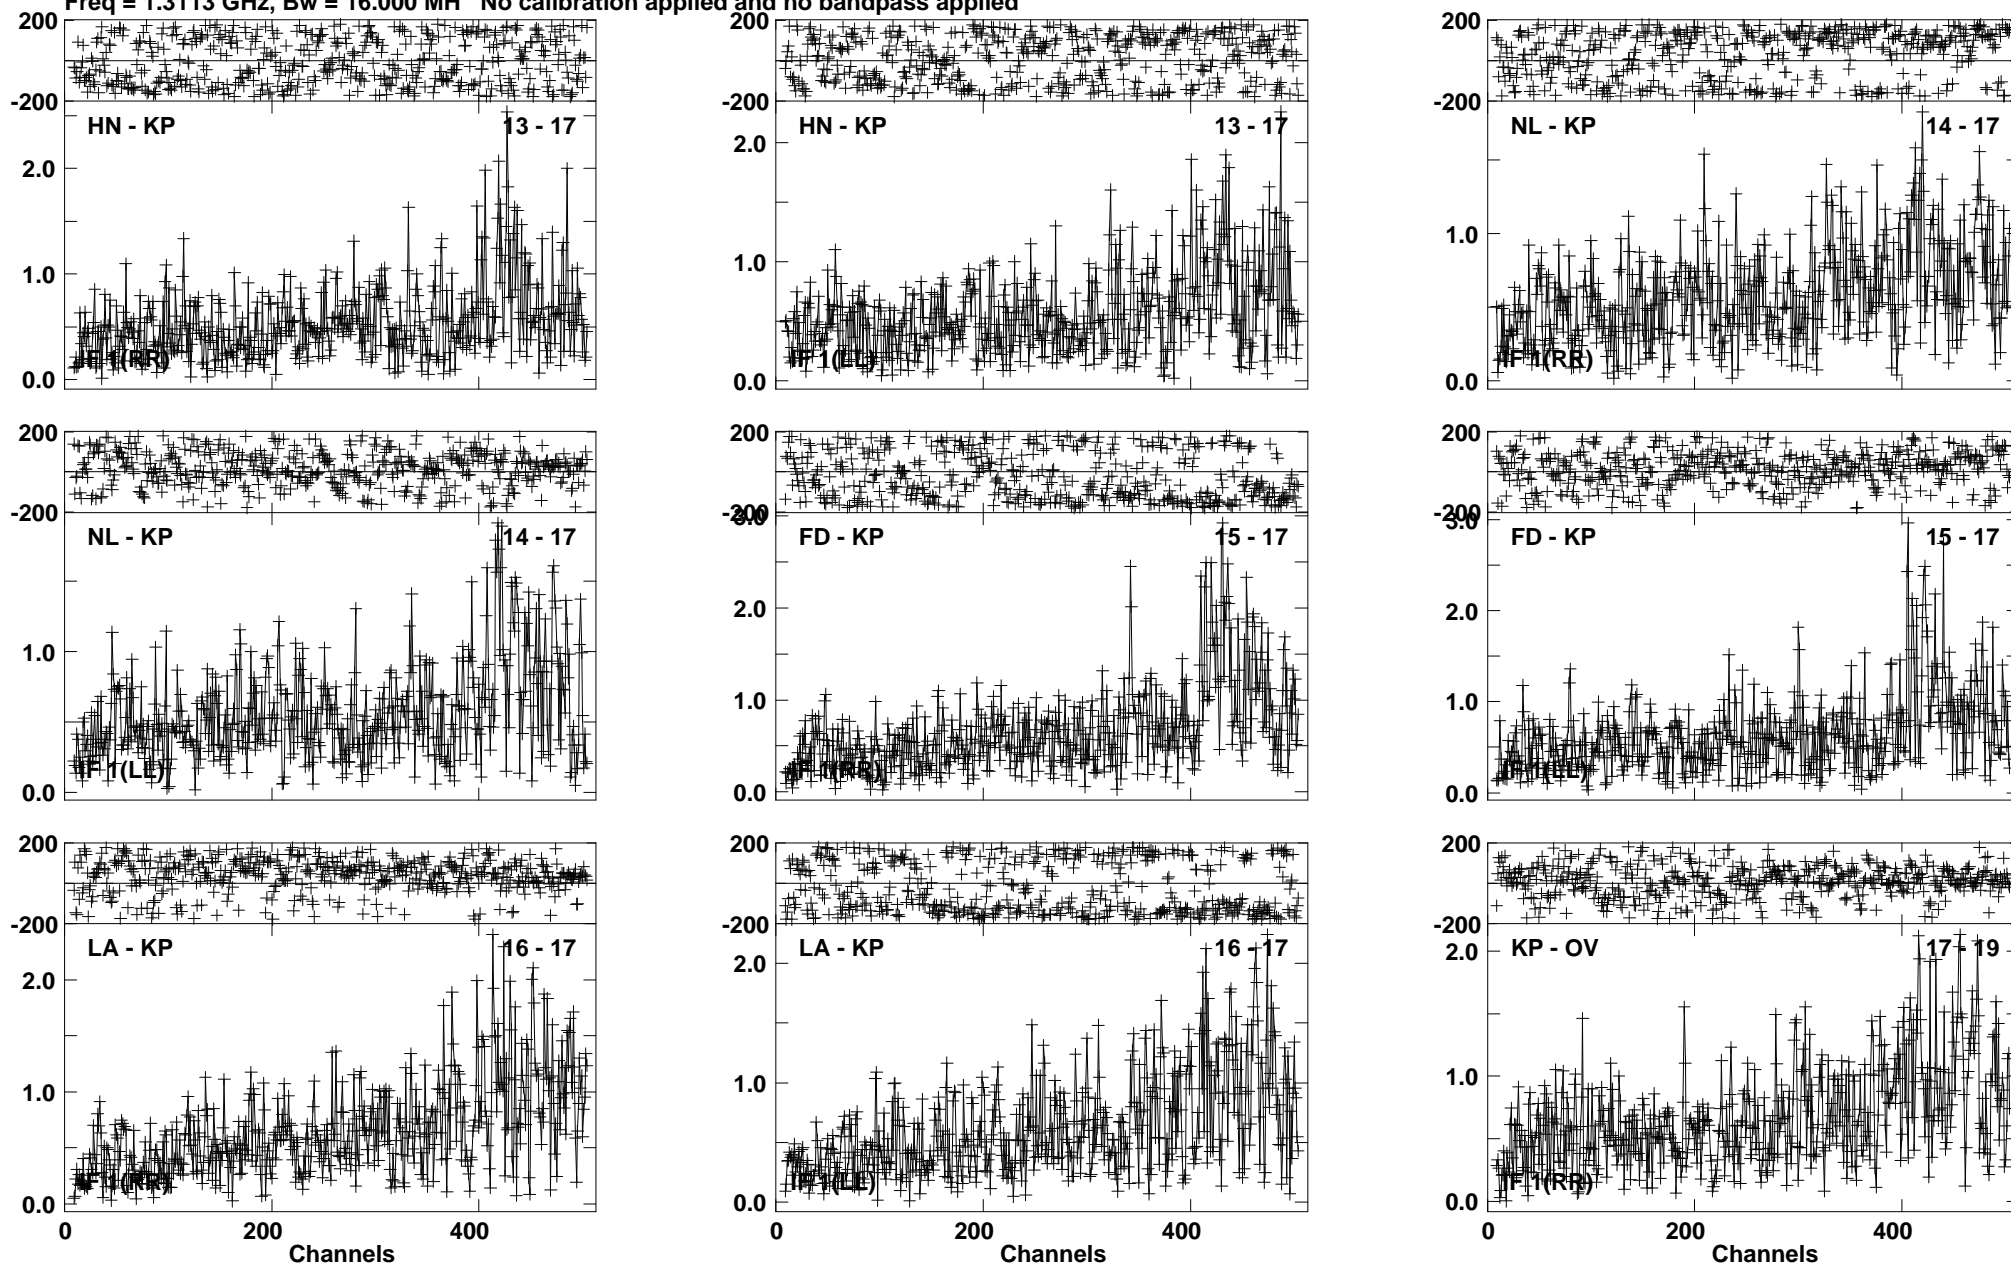 Freq = 1.3113 GHz, Bw = 16.000 MH No calibration applied and no bandpass applied
200
-200
HN - KP 13 - 17
2.0
1.0
0.0
IF 1(RR)
200
-200
HN - KP 13 - 17
2.0
1.0
0.0
IF 1(LL)
200
-200
NL - KP 14 - 17
1.0
0.0
IF 1(RR)
200
-200
NL - KP 14 - 17
1.0
0.0
IF 1(LL)
200
-200
3.0
FD - KP 15 - 17
2.0
1.0
0.0
IF 1(RR)
200
-200
3.0
FD - KP 15 - 17
2.0
1.0
0.0
IF 1(LL)
200
-200
LA - KP 16 - 17
2.0
1.0
0.0
IF 1(RR)
0 200 400
Channels
200
-200
LA - KP 16 - 17
2.0
1.0
0.0
IF 1(LL)
0 200 400
Channels
200
-200
KP - OV 17 - 19
2.0
1.0
0.0
IF 1(RR)
0 200 400
Channels